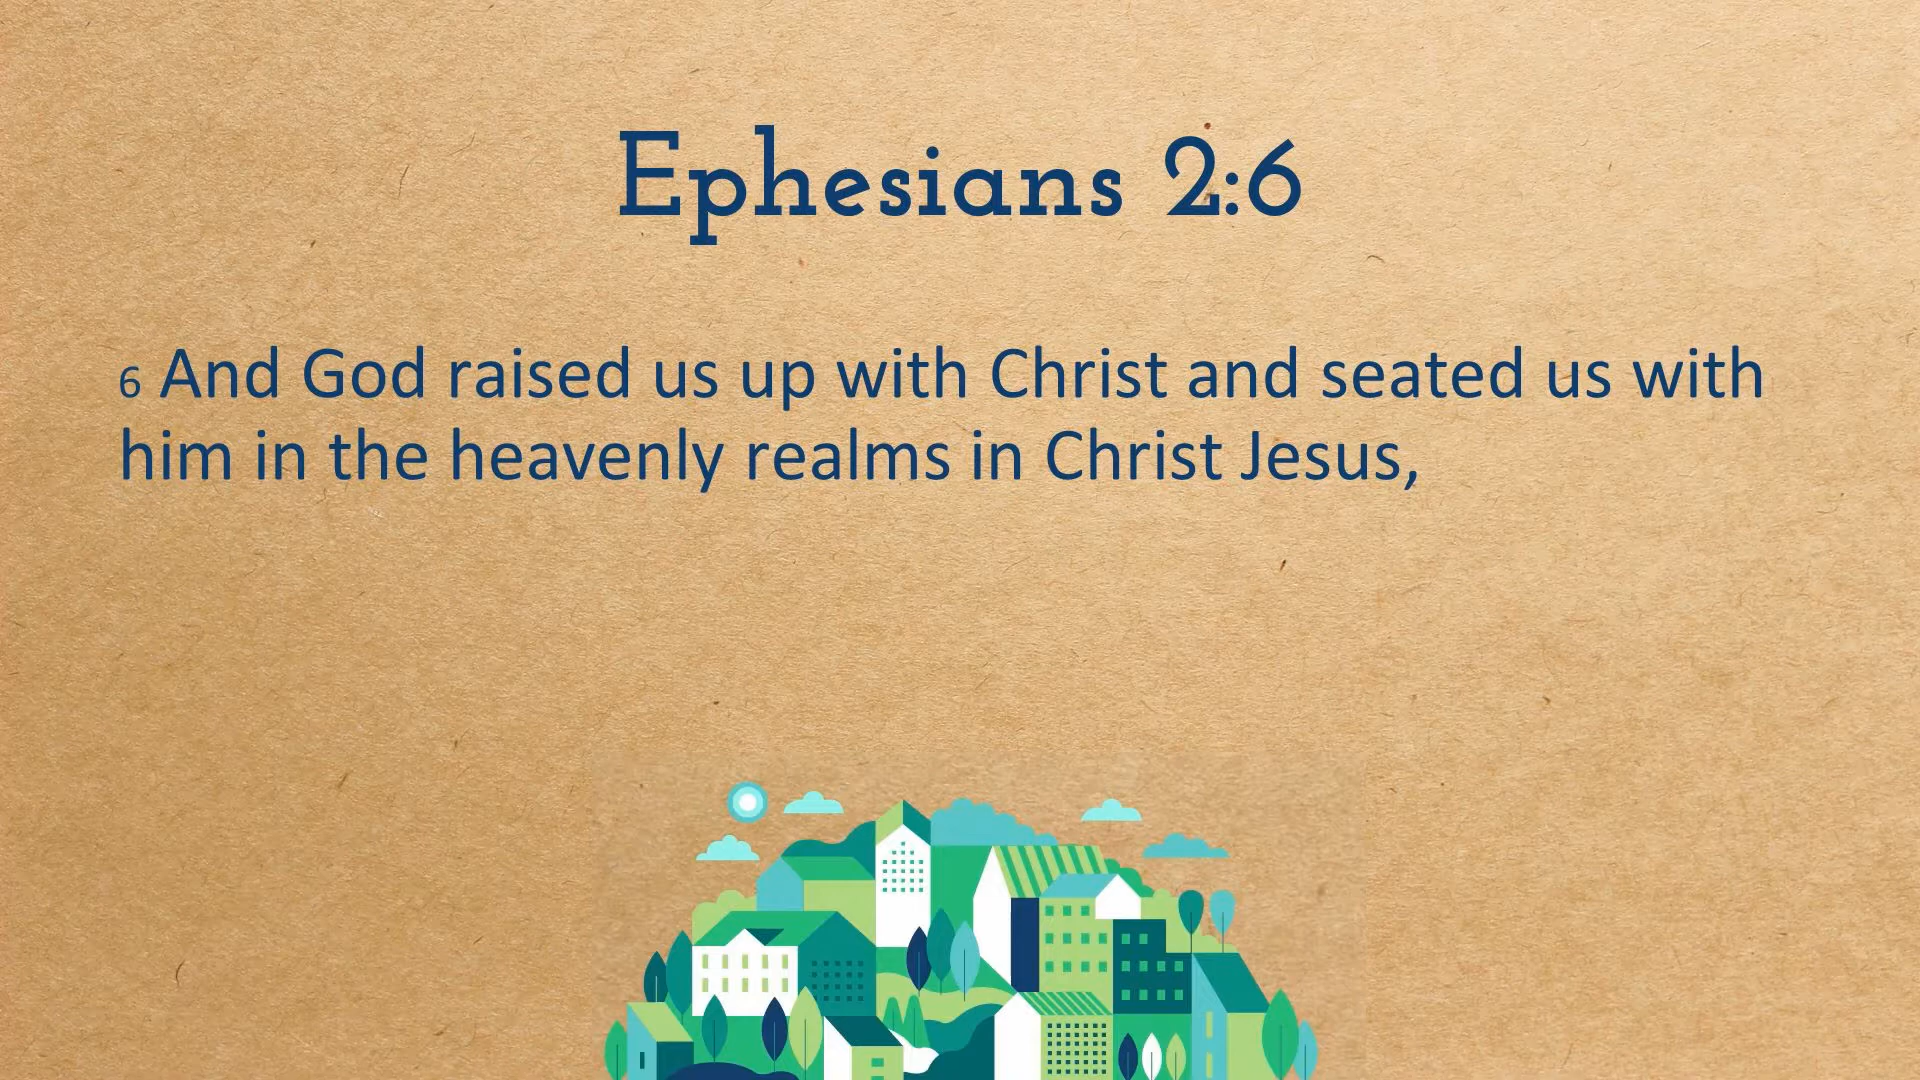 Ephesians 2:6
6 And God raised us up with Christ and seated us with
him in the heavenly realms in Christ Jesus,